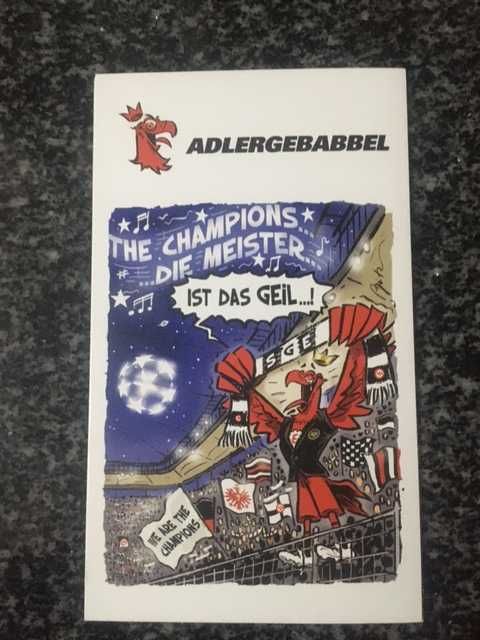 ADLERGEBABBEL
THE CHAMPIONS...
...DIE MEISTER...
IST DAS GEIL...!
SGE
WE ARE THE
CHAMPIONS